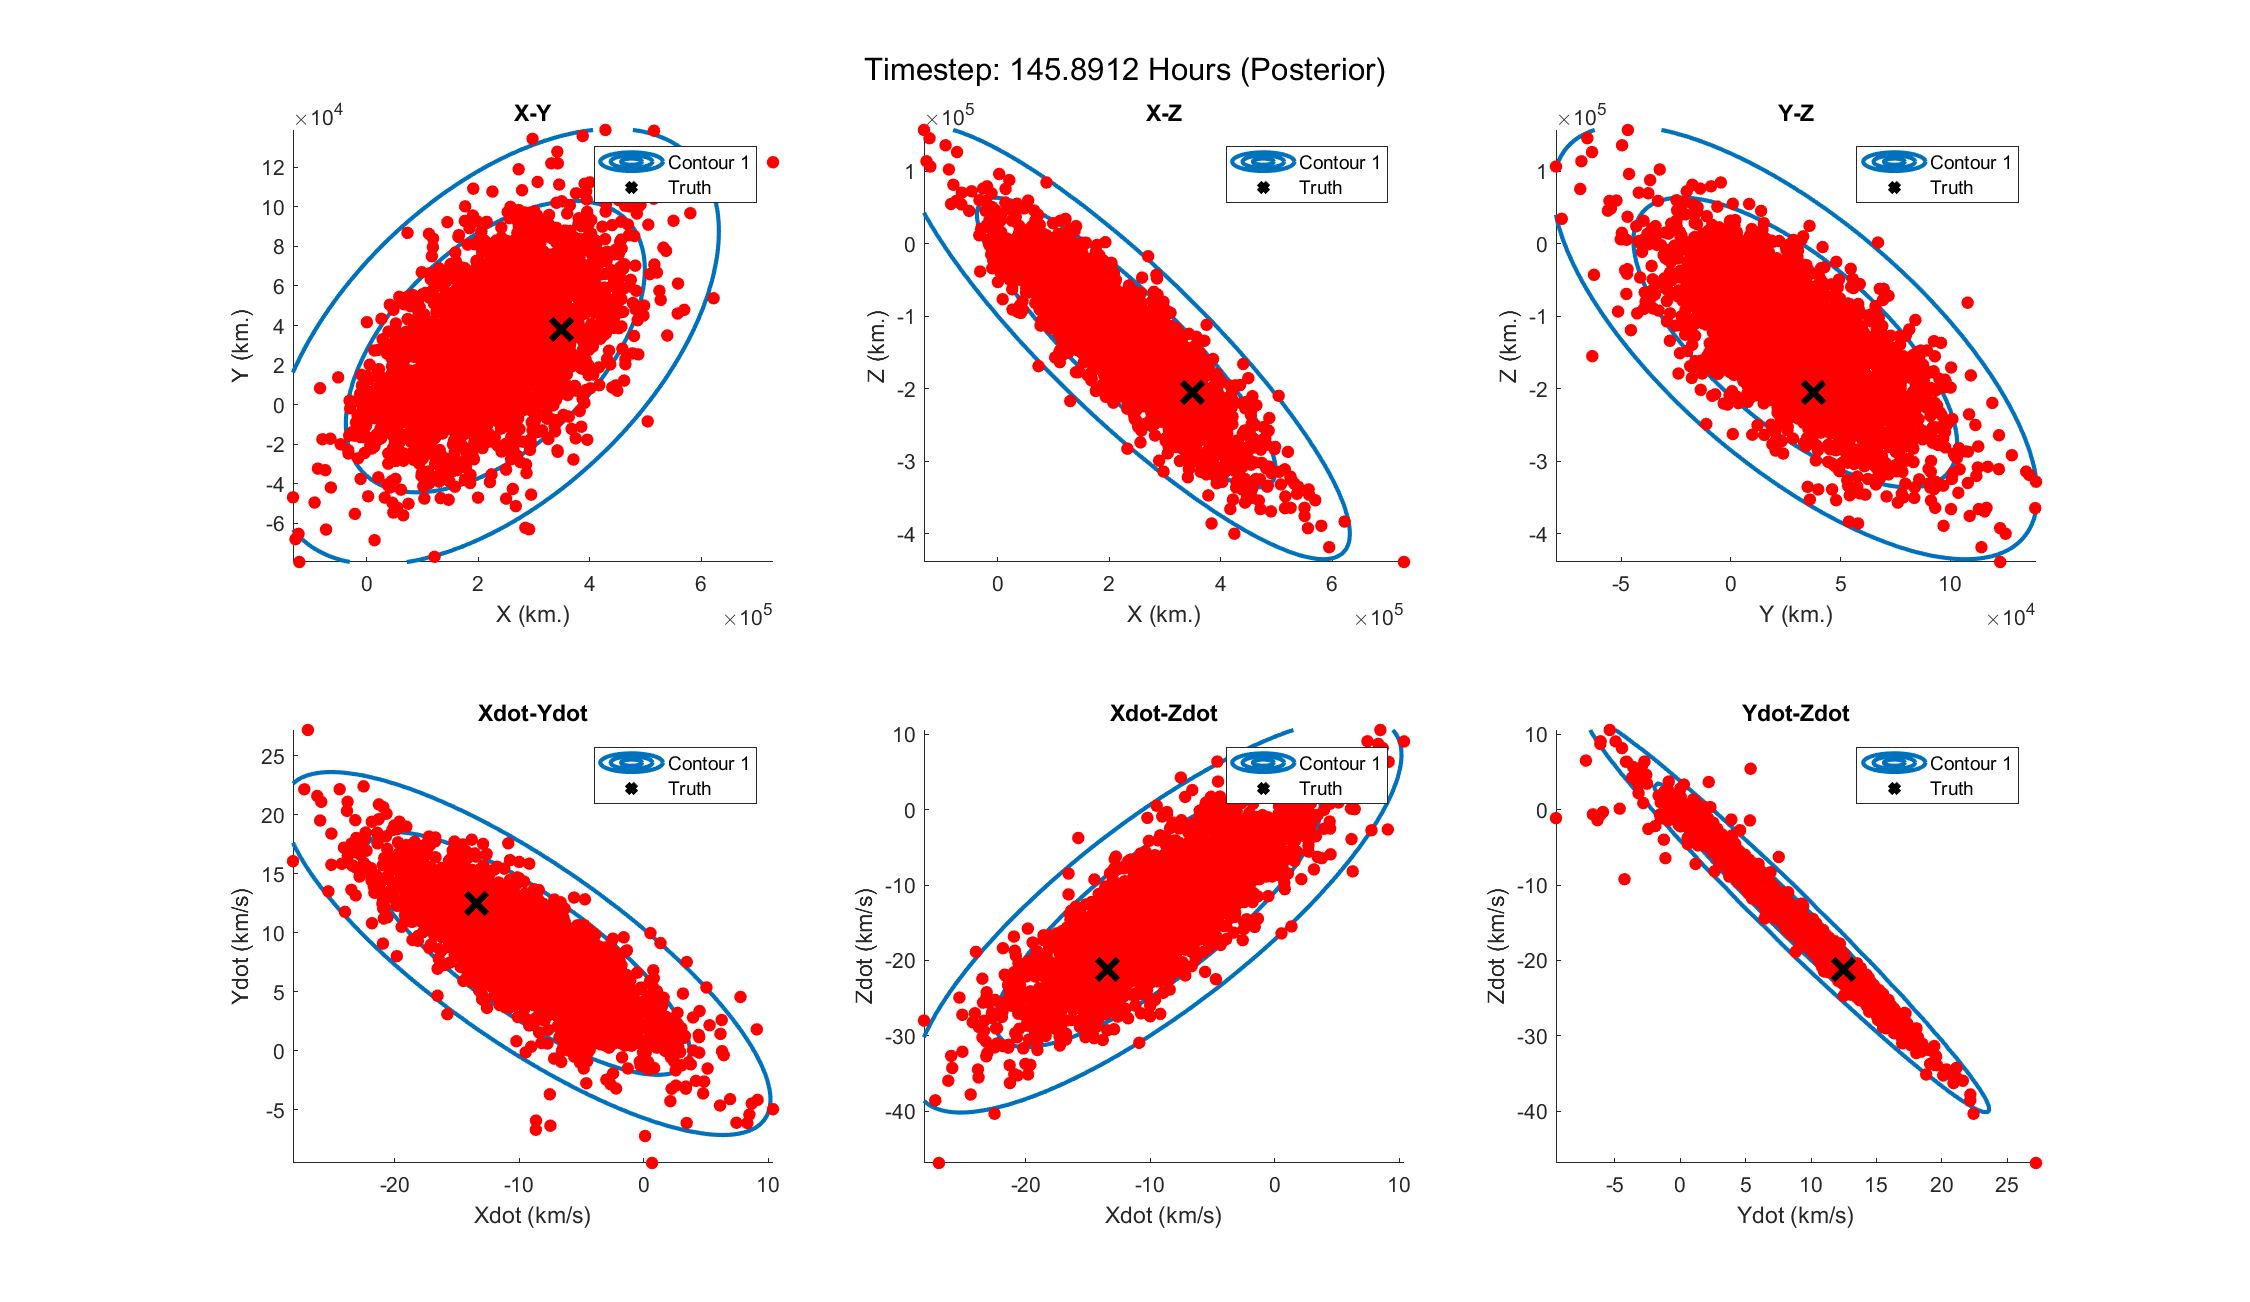 Timestep: 145.8912 Hours (Posterior)
X-Y
×10^4
12
10
8
6
4
2
0
-2
-4
-6
Y (km.)
0 2 4 6
×10^5
X (km.)
Contour 1
Truth
X-Z
×10^5
1
0
-1
-2
-3
-4
Z (km.)
0 2 4 6
×10^5
X (km.)
Contour 1
Truth
Y-Z
×10^5
1
0
-1
-2
-3
-4
Z (km.)
-5 0 5 10
×10^4
Y (km.)
Contour 1
Truth
Xdot-Ydot
25
20
15
10
5
0
-5
Ydot (km/s)
-20 -10 0 10
Xdot (km/s)
Contour 1
Truth
Xdot-Zdot
10
0
-10
-20
-30
-40
Zdot (km/s)
-20 -10 0 10
Xdot (km/s)
Contour 1
Truth
Ydot-Zdot
10
0
-10
-20
-30
-40
Zdot (km/s)
-5 0 5 10 15 20 25
Ydot (km/s)
Contour 1
Truth